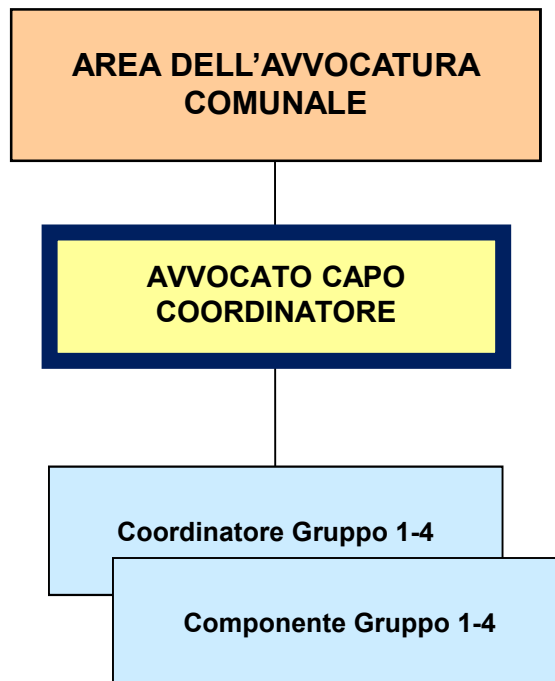 AREA DELL’AVVOCATURA
COMUNALE
AVVOCATO CAPO
COORDINATORE
Coordinatore Gruppo 1-4
Componente Gruppo 1-4